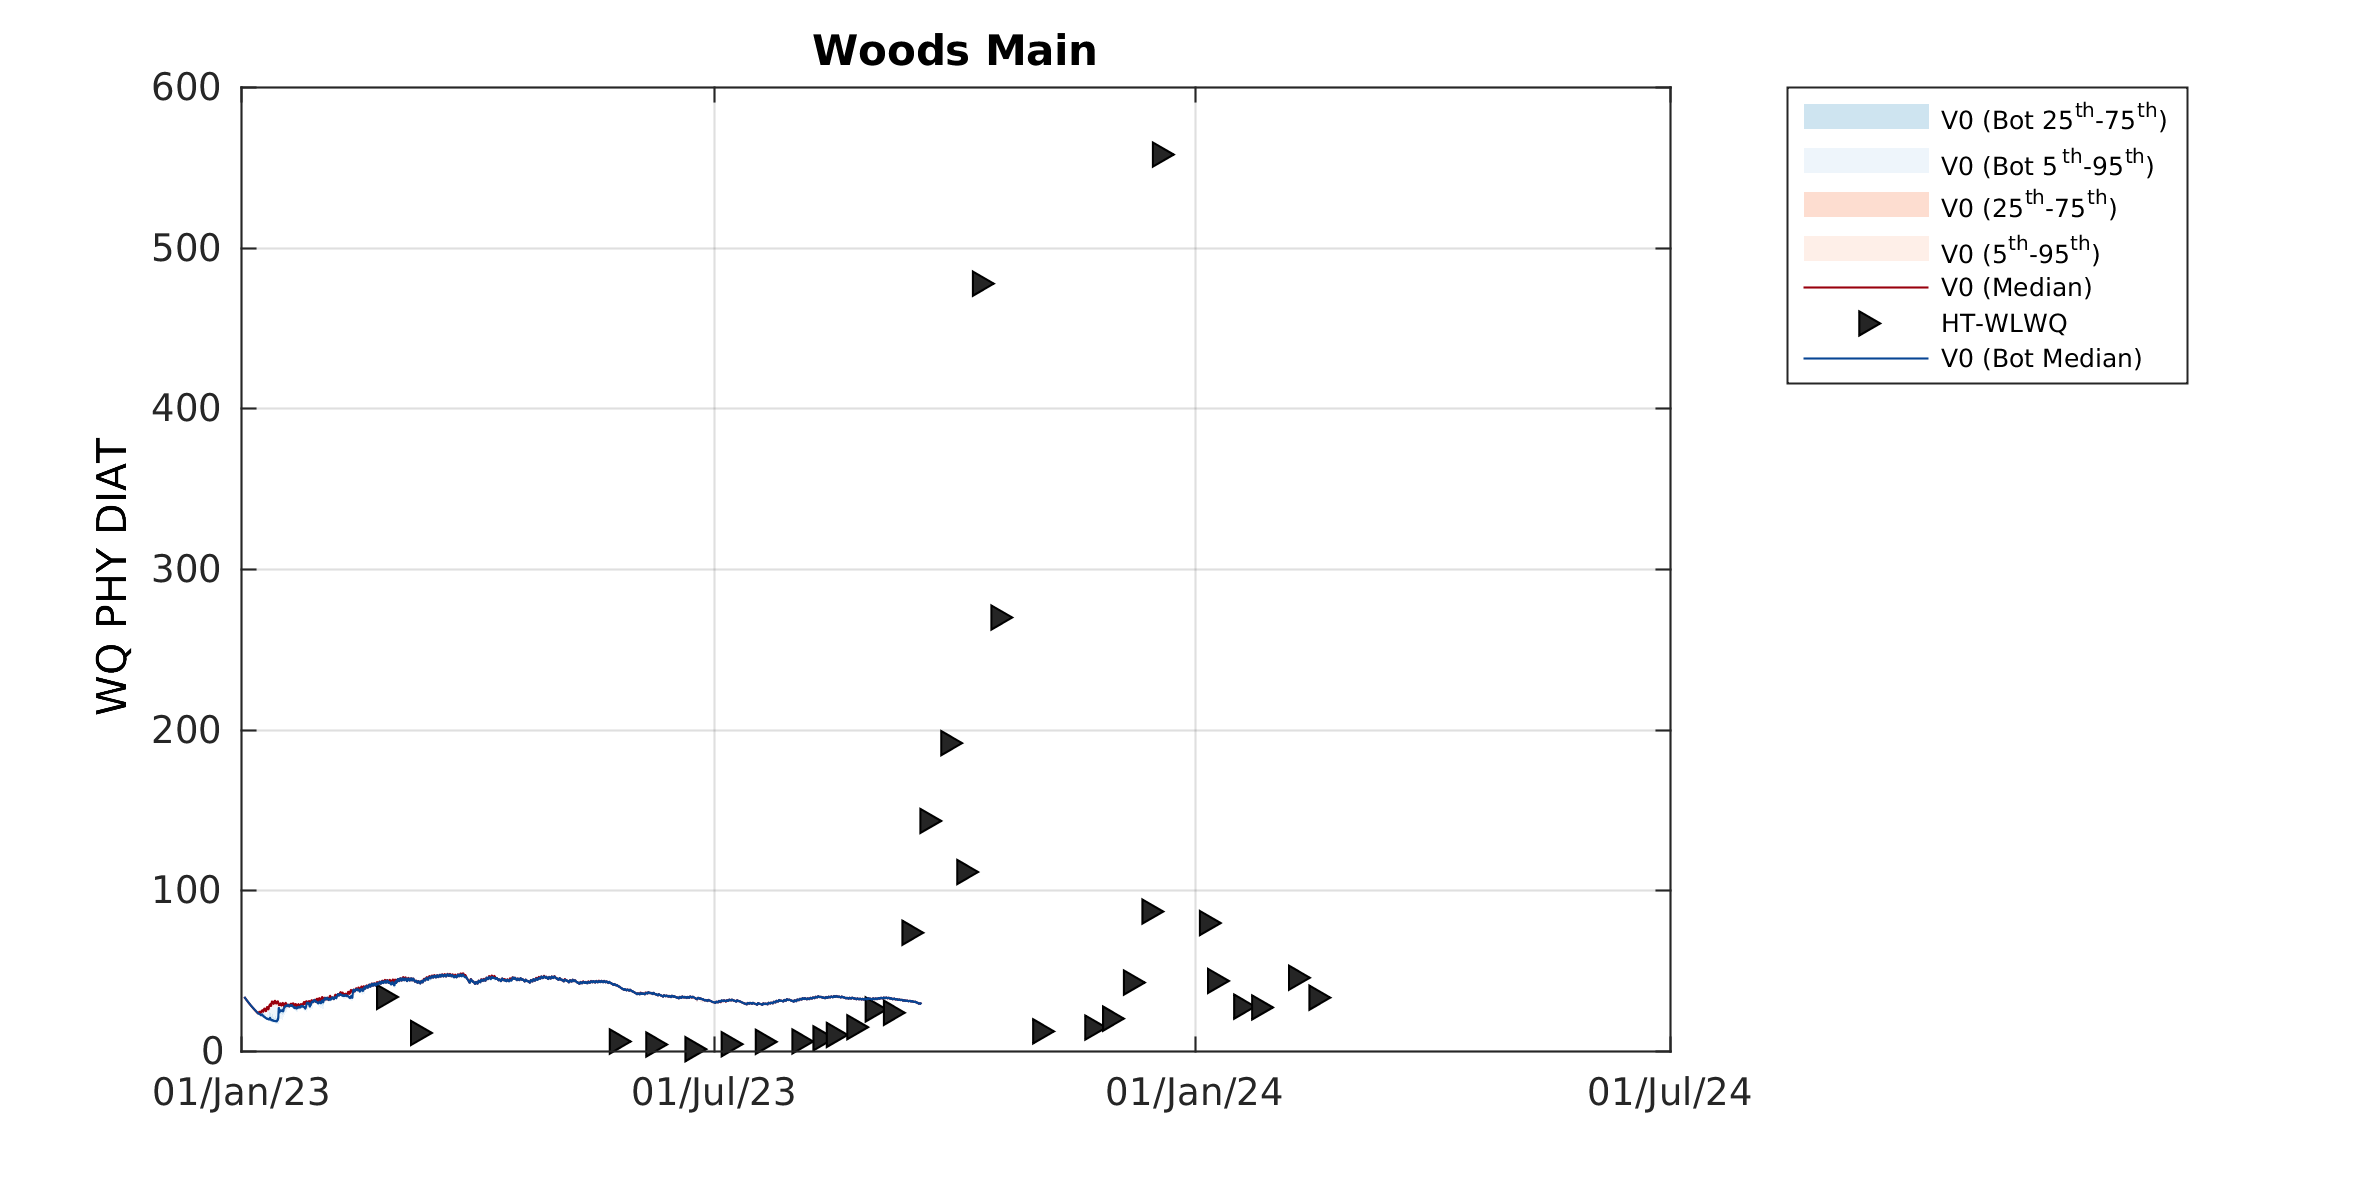 Woods Main
WQ PHY DIAT
600
500
400
300
200
100
0
01/Jan/23
01/Jul/23
01/Jan/24
01/Jul/24
V0 (Bot 25th-75th)
V0 (Bot 5th-95th)
V0 (25th-75th)
V0 (5th-95th)
V0 (Median)
HT-WLWQ
V0 (Bot Median)